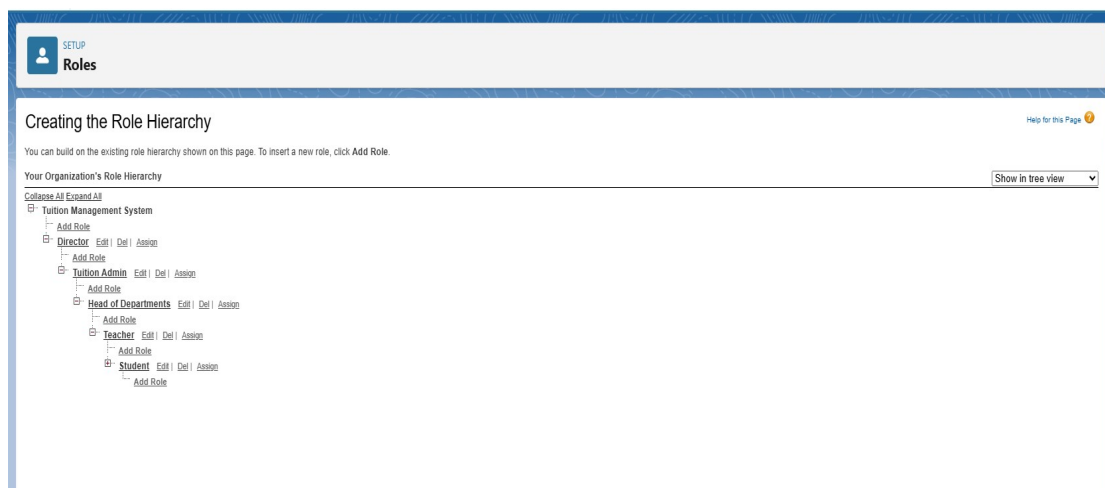 SETUP
Roles
Creating the Role Hierarchy
Help for this Page ?
You can build on the existing role hierarchy shown on this page. To insert a new role, click Add Role.
Your Organization's Role Hierarchy
Show in tree view
Collapse All Expand All
Tuition Management System
Add Role
Director Edit | Del | Assign
Add Role
Tuition Admin Edit | Del | Assign
Add Role
Head of Departments Edit | Del | Assign
Add Role
Teacher Edit | Del | Assign
Add Role
Student Edit | Del | Assign
Add Role